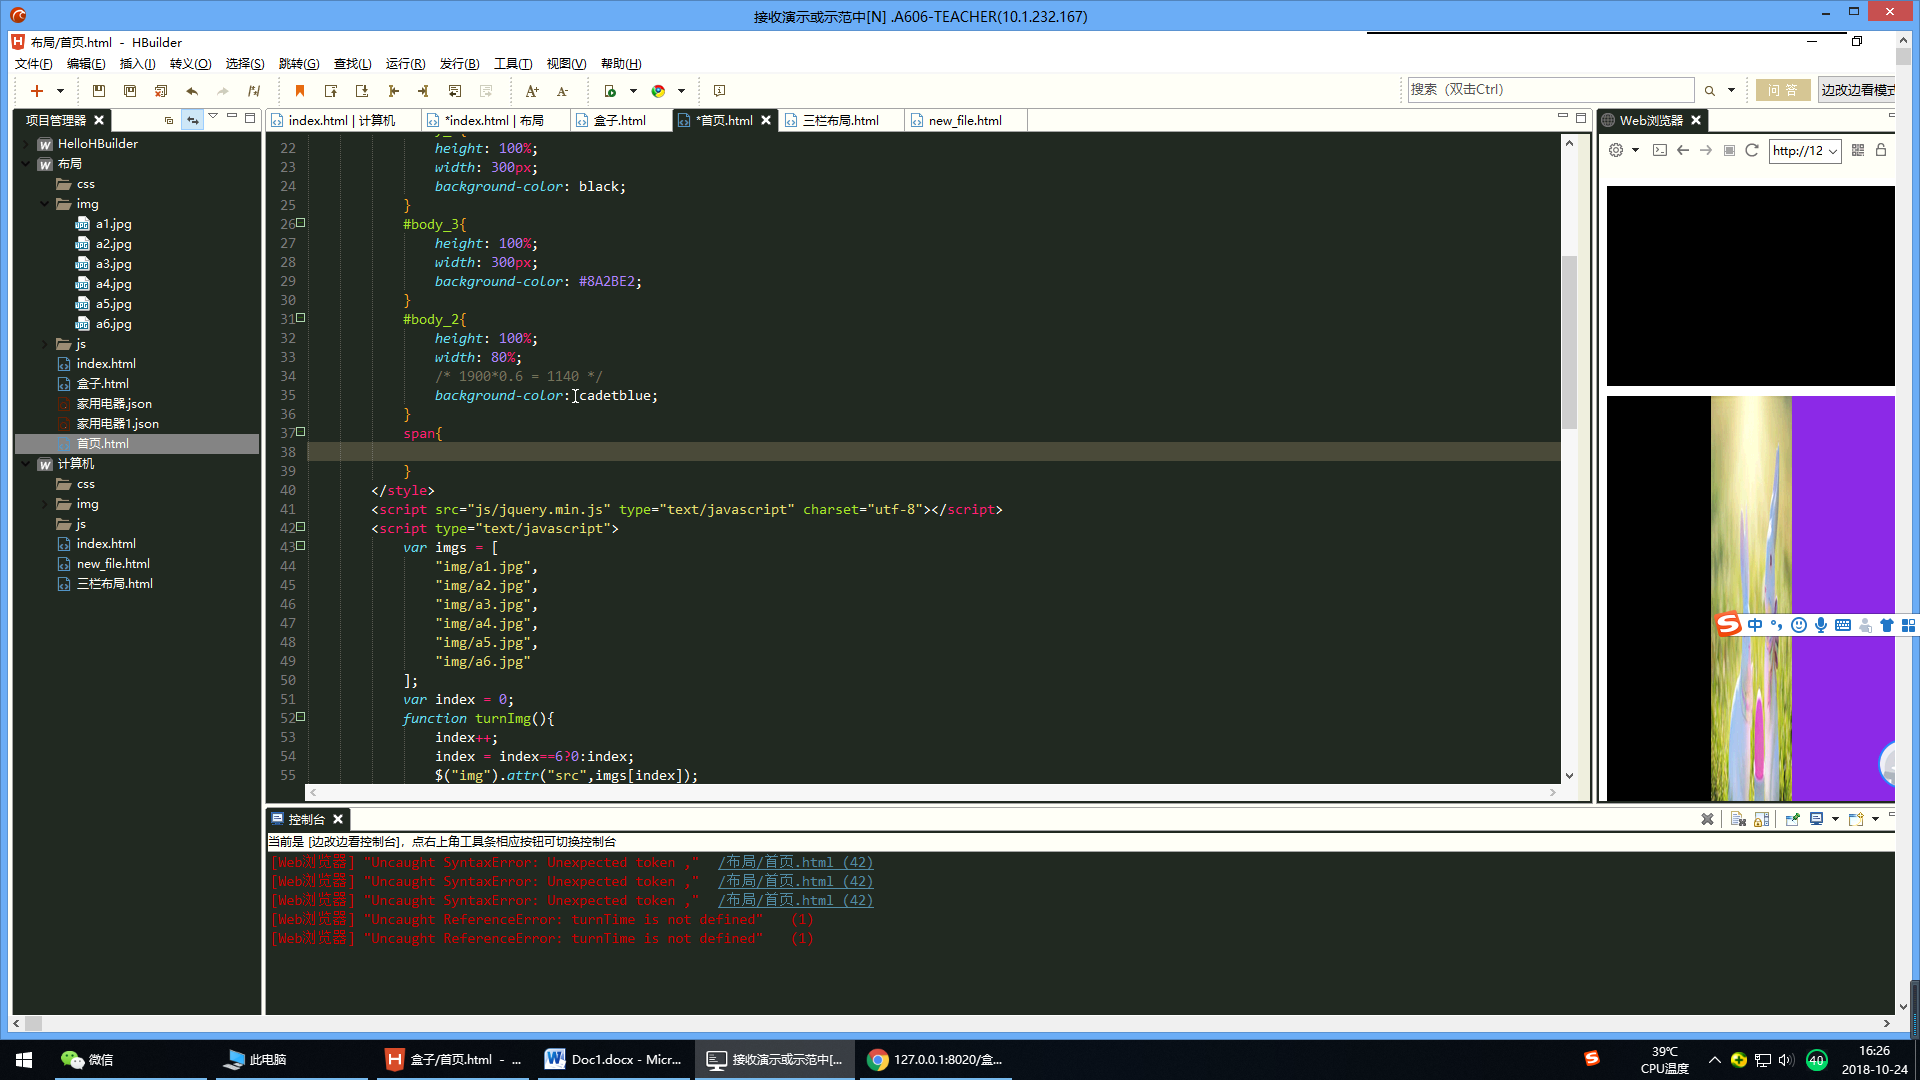 接收演示或示范中[N] .A606-TEACHER(10.1.232.167)
布局/首页.html - HBuilder
文件(F) 编辑(E) 插入(I) 转义(O) 选择(S) 跳转(G) 查找(L) 运行(R) 发行(B) 工具(T) 视图(V) 帮助(H)
搜索（双击Ctrl）
问 答
边改边看模式
项目管理器
HelloHBuilder
布局
css
img
a1.jpg
a2.jpg
a3.jpg
a4.jpg
a5.jpg
a6.jpg
js
index.html
盒子.html
家用电器.json
家用电器1.json
首页.html
计算机
css
img
js
index.html
new_file.html
三栏布局.html
index.html | 计算机 *index.html | 布局 盒子.html *首页.html 三栏布局.html new_file.html
22 height: 100%;
23 width: 300px;
24 background-color: black;
25 }
26 #body_3{
27 height: 100%;
28 width: 300px;
29 background-color: #8A2BE2;
30 }
31 #body_2{
32 height: 100%;
33 width: 80%;
34 /* 1900*0.6 = 1140 */
35 background-color: cadetblue;
36 }
37 span{
38
39 }
40 </style>
41 <script src="js/jquery.min.js" type="text/javascript" charset="utf-8"></script>
42 <script type="text/javascript">
43 var imgs = [
44 "img/a1.jpg",
45 "img/a2.jpg",
46 "img/a3.jpg",
47 "img/a4.jpg",
48 "img/a5.jpg",
49 "img/a6.jpg"
50 ];
51 var index = 0;
52 function turnImg(){
53 index++;
54 index = index==6?0:index;
55 $("img").attr("src",imgs[index]);
Web浏览器
http://12
中
控制台
当前是 [边改边看控制台]，点右上角工具条相应按钮可切换控制台
[Web浏览器] "Uncaught SyntaxError: Unexpected token ," /布局/首页.html (42)
[Web浏览器] "Uncaught SyntaxError: Unexpected token ," /布局/首页.html (42)
[Web浏览器] "Uncaught SyntaxError: Unexpected token ," /布局/首页.html (42)
[Web浏览器] "Uncaught ReferenceError: turnTime is not defined" (1)
[Web浏览器] "Uncaught ReferenceError: turnTime is not defined" (1)
微信
此电脑
盒子/首页.html - ...
Doc1.docx - Micr...
接收演示或示范中[...
127.0.0.1:8020/盒...
39℃
CPU温度
40
16:26
2018-10-24